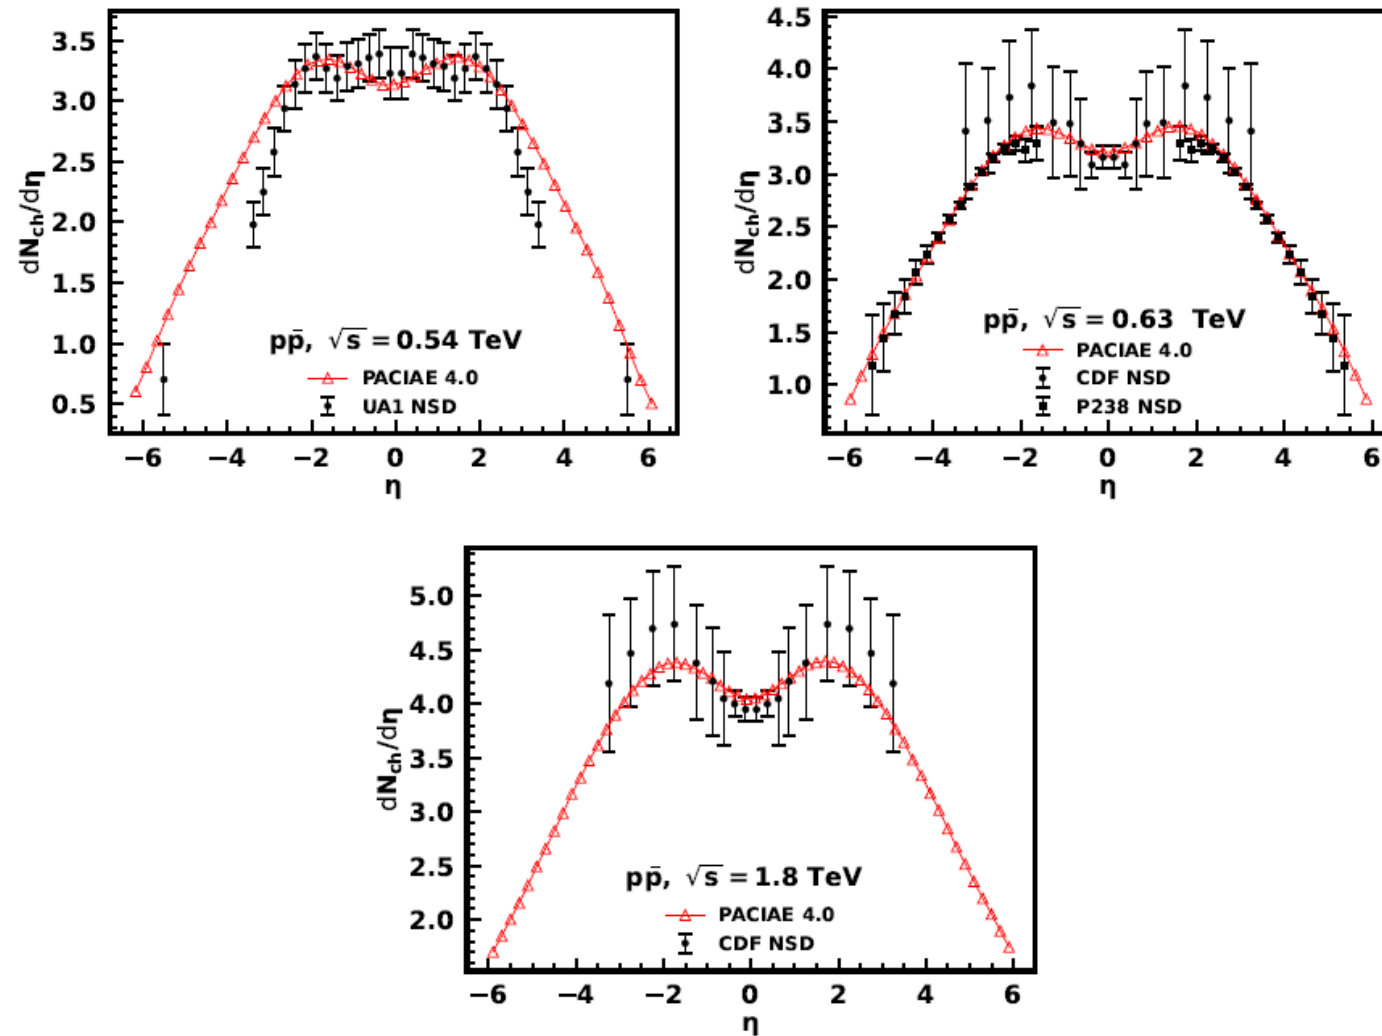 3.5
3.0
2.5
2.0
1.5
1.0
0.5
dN_ch/dη
pp̄, √s = 0.54 TeV
PACIAE 4.0
UA1 NSD
−6 −4 −2 0 2 4 6
η
4.5
4.0
3.5
3.0
2.5
2.0
1.5
1.0
dN_ch/dη
pp̄, √s = 0.63 TeV
PACIAE 4.0
CDF NSD
P238 NSD
−6 −4 −2 0 2 4 6
η
5.0
4.5
4.0
3.5
3.0
2.5
2.0
dN_ch/dη
pp̄, √s = 1.8 TeV
PACIAE 4.0
CDF NSD
−6 −4 −2 0 2 4 6
η